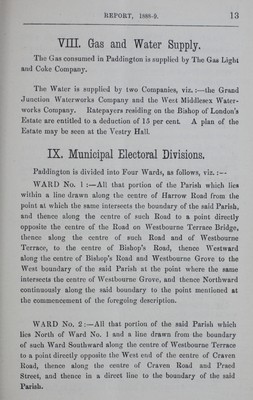 REPORT, 1898-9. 13
VIII. Gas and Water Supply.
The Gas consumed in Paddington is supplied by The Gas Light
and Coke Company.
The Water is supplied by two Companies, viz.:—the Grand
Junction Waterworks Company and the West Middlesex Water-
works Company. Ratepayers residing on the Bishop of London's
Estate are entitled to a deduction of 15 per cent. A plan of the
Estate may be seen at the Vestry Hall.
IX. Municipal Electoral Divisions.
Paddington is divided into Four Wards, as follows, viz.:—
WARD No. 1:—All that portion of the Parish which lies
within a line drawn along the centre of Harrow Road from the
point at which the same intersects the boundary of the said Parish,
and thence along the centre of such Road to a point directly
opposite the centre of the Road on Westbourne Terrace Bridge,
thence along the centre of such Road and of Westbourne
Terrace, to the centre of Bishop's Road, thence Westward
along the centre of Bishop's Road and Westbourne Grove to the
West boundary of the said Parish at the point where the same
intersects the centre of Westbourne Grove, and thence Northward
continuously along the said boundary to the point mentioned at
the commencement of the foregoing description.
WARD No. 2:—All that portion of the said Parish which
lies North of Ward No. 1 and a line drawn from the boundary
of such Ward Southward along the centre of Westbourne Terrace
to a point directly opposite the West end of the centre of Craven
Road, thence along the centre of Craven Road and Praed
Street, and thence in a direct line to the boundary of the said
Parish.